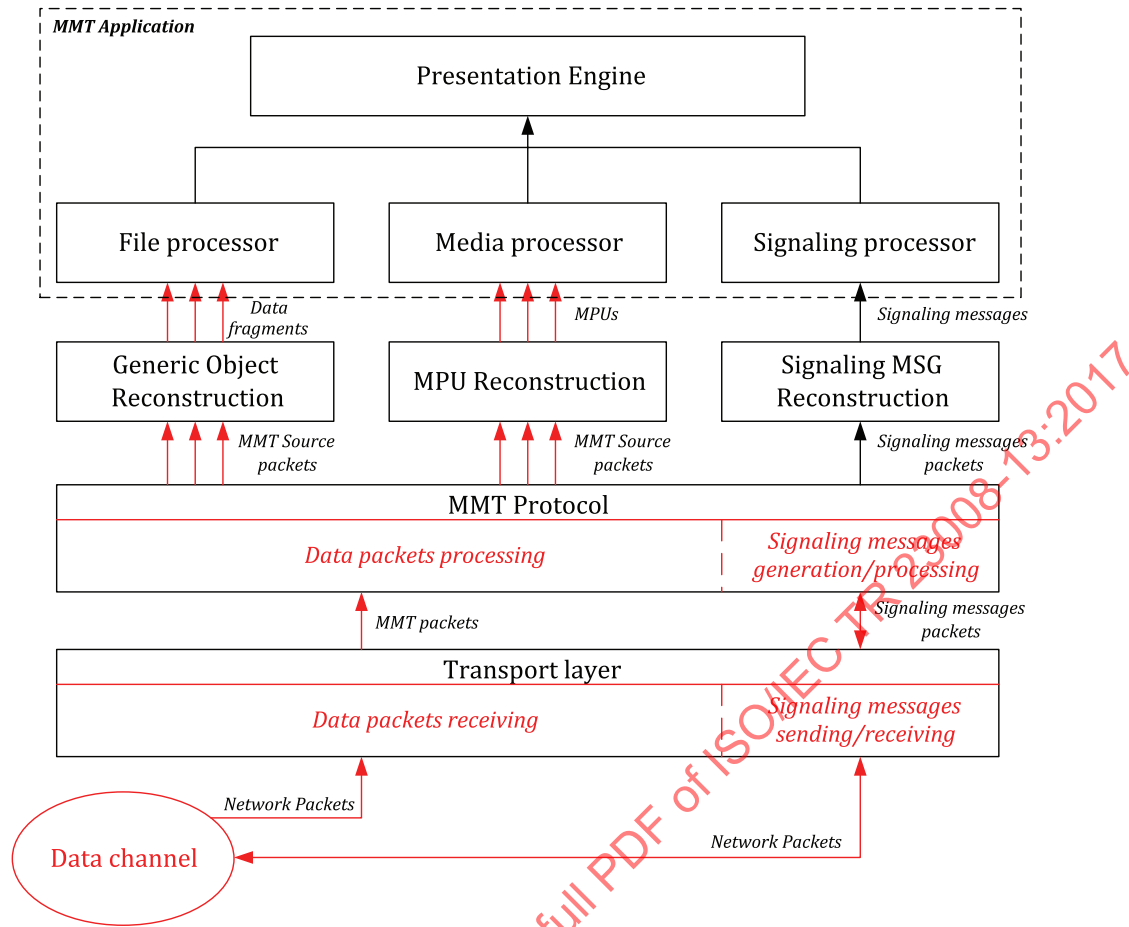 MMT Application
Presentation Engine
File processor
Media processor
Signaling processor
Data
fragments
MPUs
Signaling messages
Generic Object
Reconstruction
MPU Reconstruction
Signaling MSG
Reconstruction
MMT Source
packets
MMT Source
packets
Signaling messages
packets
MMT Protocol
Data packets processing
Signaling messages
generation/processing
MMT packets
Signaling messages
packets
Transport layer
Data packets receiving
Signaling messages
sending/receiving
Network Packets
Data channel
Network Packets
full PDF of ISO/IEC TR 23008-13:2017